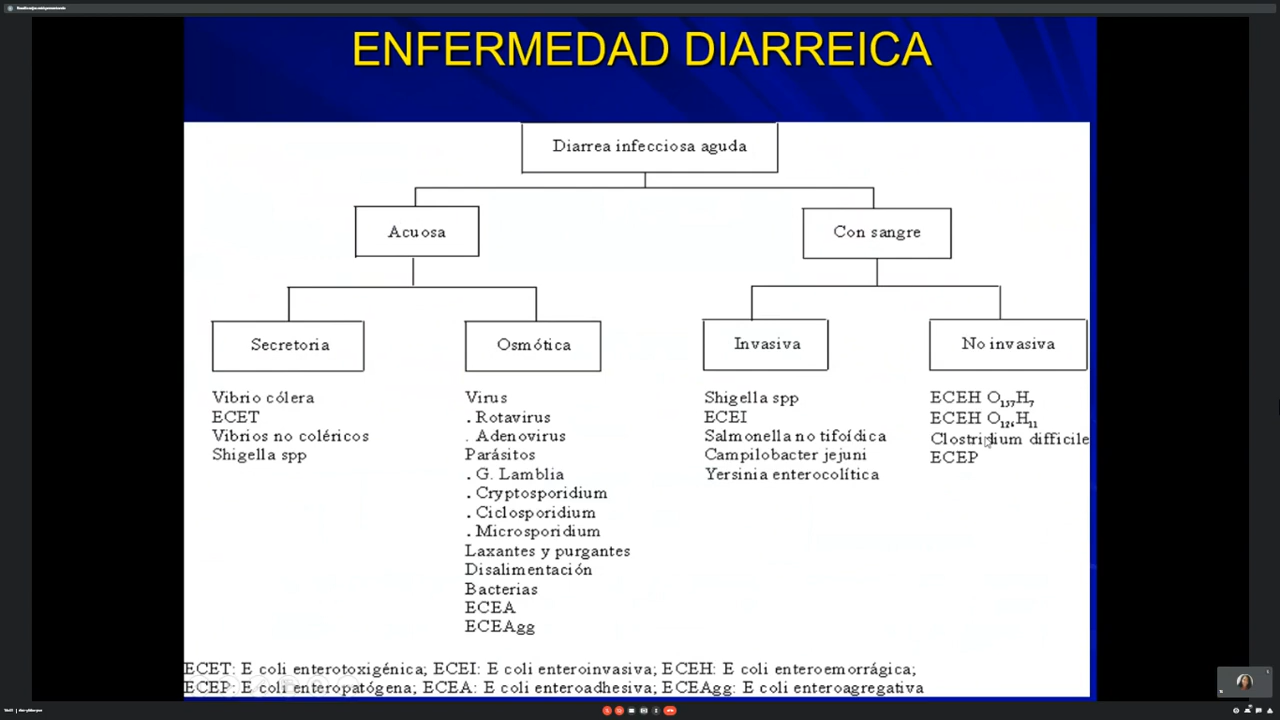 ENFERMEDAD DIARREICA
Diarrea infecciosa aguda
Acuosa
Con sangre
Secretoria
Osmótica
Invasiva
No invasiva
Vibrio cólera
ECET
Vibrios no coléricos
Shigella spp
Virus
. Rotavirus
. Adenovirus
Parásitos
. G. Lamblia
. Cryptosporidium
. Ciclosporidium
. Microsporidium
Laxantes y purgantes
Disalimentación
Bacterias
ECEA
ECEAgg
Shigella spp
ECEI
Salmonella no tifoídica
Campilobacter jejuni
Yersinia enterocolítica
ECEH O₁₅₇H₇
ECEH O₁₂₆H₁₁
Clostridium difficile
ECEP
ECET: E coli enterotoxigénica; ECEI: E coli enteroinvasiva; ECEH: E coli enteroemorrágica;
ECEP: E coli enteropatógena; ECEA: E coli enteroadhesiva; ECEAgg: E coli enteroagregativa